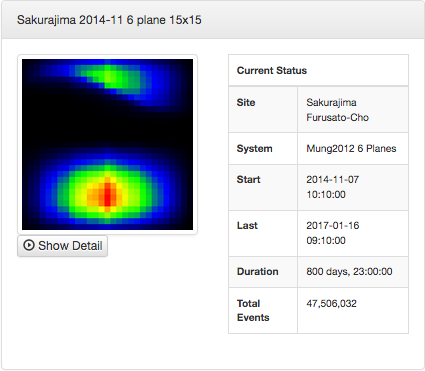 Sakurajima 2014-11 6 plane 15x15
Current Status
Site
Sakurajima
Furusato-Cho
System
Mung2012 6 Planes
Start
2014-11-07
10:10:00
Last
2017-01-16
09:10:00
Duration
800 days, 23:00:00
Total
Events
47,506,032
Show Detail